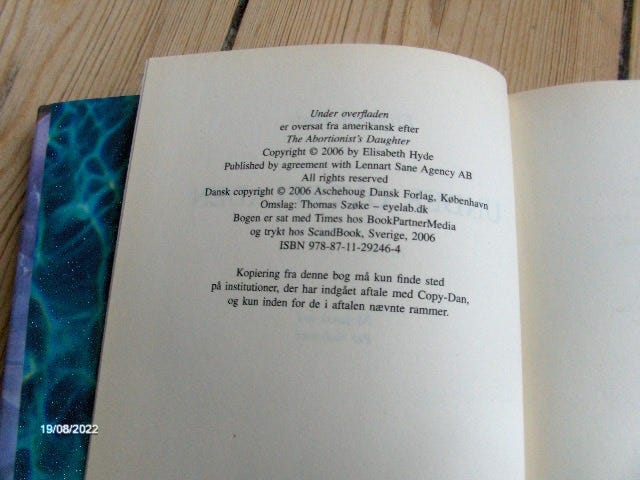 Under overfladen
er oversat fra amerikansk efter
The Abortionist's Daughter
Copyright © 2006 by Elisabeth Hyde
Published by agreement with Lennart Sane Agency AB
All rights reserved
Dansk copyright © 2006 Aschehoug Dansk Forlag, København
Omslag: Thomas Szøke – eyelab.dk
Bogen er sat med Times hos BookPartnerMedia
og trykt hos ScandBook, Sverige, 2006
ISBN 978-87-11-29246-4
Kopiering fra denne bog må kun finde sted
på institutioner, der har indgået aftale med Copy-Dan,
og kun inden for de i aftalen nævnte rammer.
19/08/2022